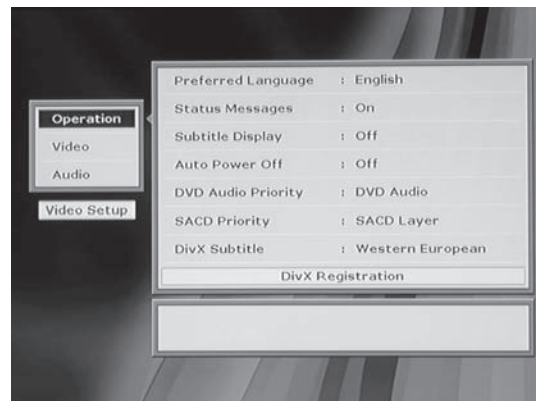 Operation
Video
Audio
Video Setup
Preferred Language : English
Status Messages : On
Subtitle Display : Off
Auto Power Off : Off
DVD Audio Priority : DVD Audio
SACD Priority : SACD Layer
DivX Subtitle : Western European
DivX Registration